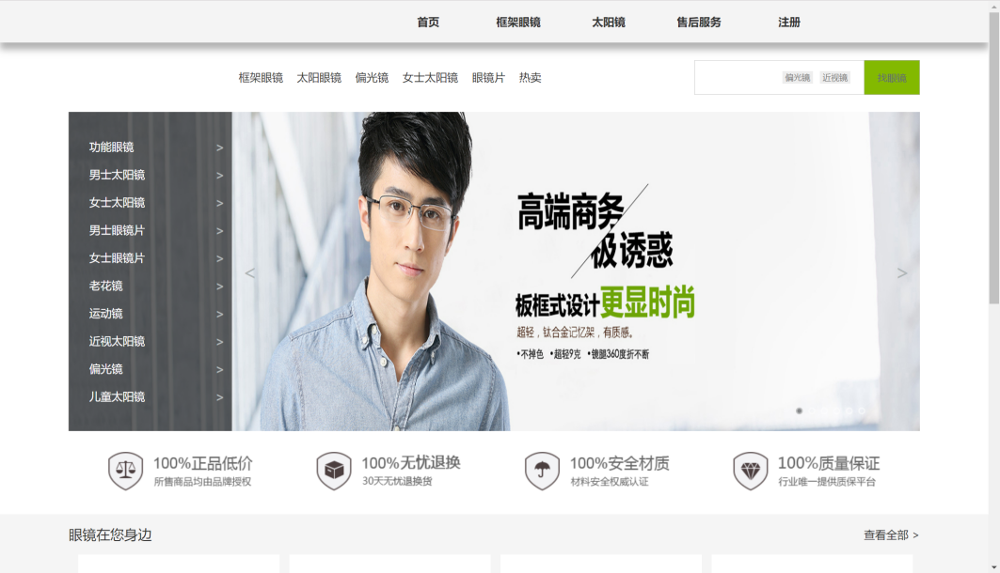 首页 框架眼镜 太阳镜 售后服务 注册
框架眼镜 太阳眼镜 偏光镜 女士太阳镜 眼镜片 热卖
偏光镜 近视镜 找眼镜
功能眼镜 >
男士太阳镜 >
女士太阳镜 >
男士眼镜片 >
女士眼镜片 >
老花镜 >
运动镜 >
近视太阳镜 >
偏光镜 >
儿童太阳镜 >
<
高端商务
极诱惑
板框式设计更显时尚
超轻，钛合金记忆架，有质感。
•不掉色 •超轻9克 •镜腿360度折不断
>
100%正品低价
所售商品均由品牌授权
100%无忧退换
30天无忧退换货
100%安全材质
材料安全权威认证
100%质量保证
行业唯一提供质保平台
眼镜在您身边
查看全部 >